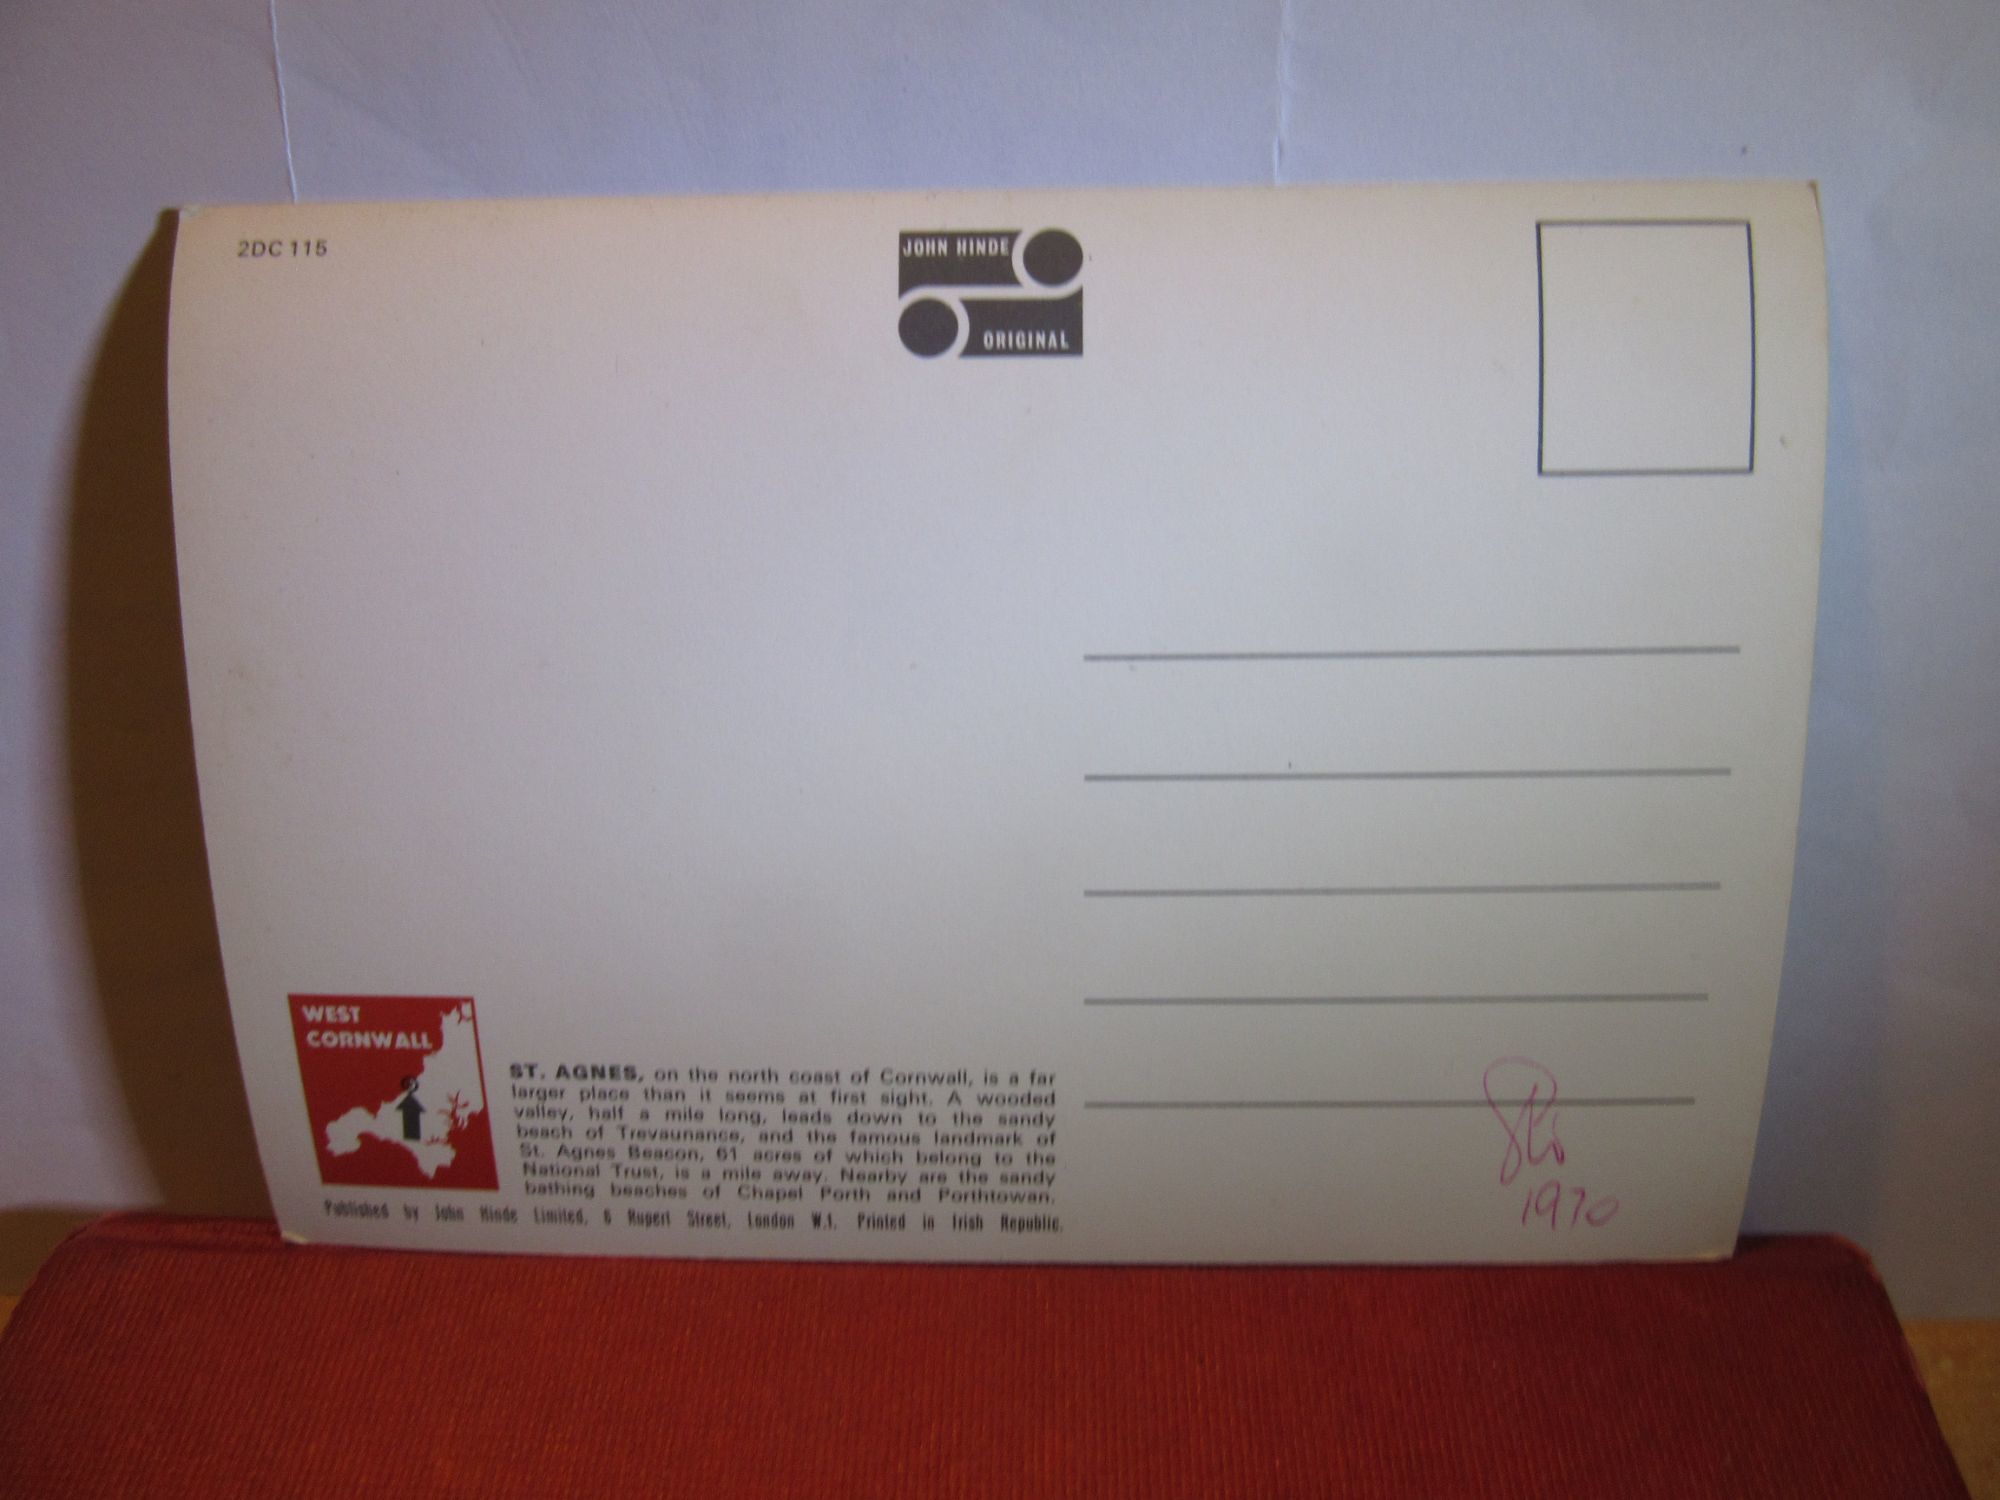 2DC 115
JOHN HINDE
ORIGINAL
WEST
CORNWALL
ST. AGNES, on the north coast of Cornwall, is a far
larger place than it seems at first sight. A wooded
valley, half a mile long, leads down to the sandy
beach of Trevaunance, and the famous landmark of
St. Agnes Beacon, 61 acres of which belong to the
National Trust, is a mile away. Nearby are the sandy
bathing beaches of Chapel Porth and Porthtowan.
Published by John Hinde Limited, 6 Rupert Street, London W.1. Printed in Irish Republic.
1970